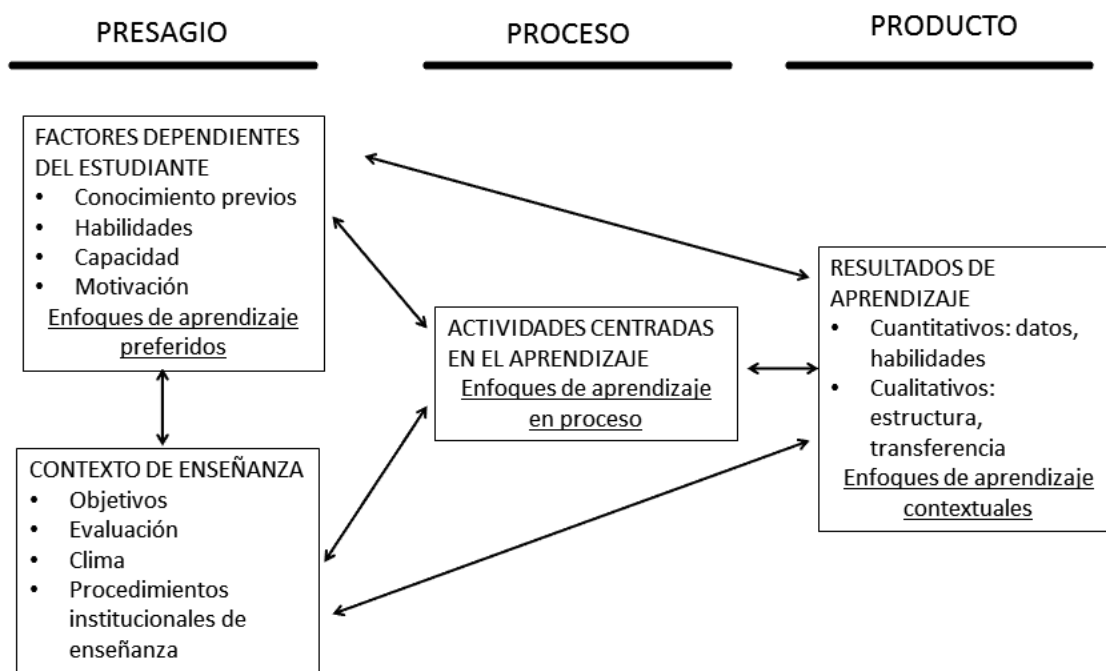 PRESAGIO
PROCESO
PRODUCTO
FACTORES DEPENDIENTES
DEL ESTUDIANTE
• Conocimiento previos
• Habilidades
• Capacidad
• Motivación
Enfoques de aprendizaje
preferidos
CONTEXTO DE ENSEÑANZA
• Objetivos
• Evaluación
• Clima
• Procedimientos
institucionales de
enseñanza
ACTIVIDADES CENTRADAS
EN EL APRENDIZAJE
Enfoques de aprendizaje
en proceso
RESULTADOS DE
APRENDIZAJE
• Cuantitativos: datos,
habilidades
• Cualitativos:
estructura,
transferencia
Enfoques de aprendizaje
contextuales